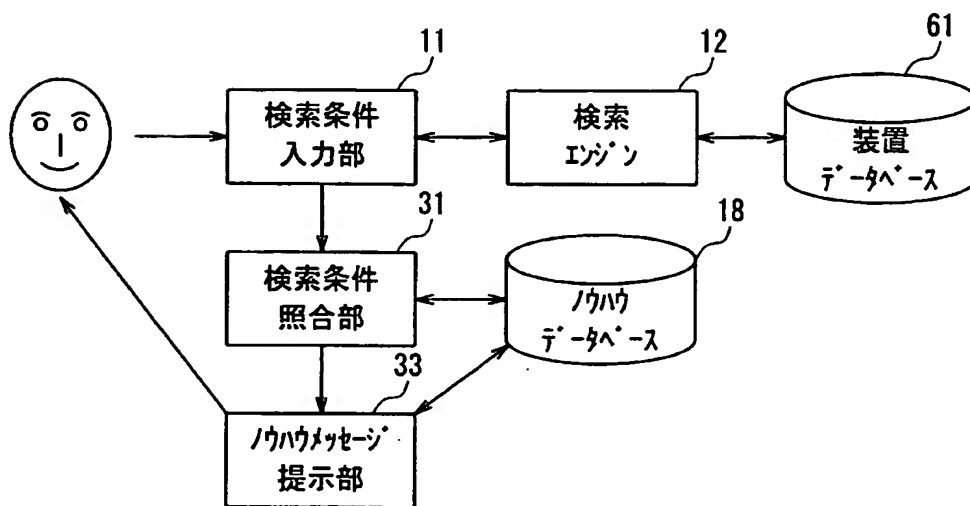 11
検索条件
入力部
12
検索
ｴﾝｼﾞﾝ
61
装置
ﾃﾞｰﾀﾍﾞｰｽ
31
検索条件
照合部
18
ﾉｳﾊｳ
ﾃﾞｰﾀﾍﾞｰｽ
33
ﾉｳﾊｳﾒｯｾｰｼﾞ
提示部